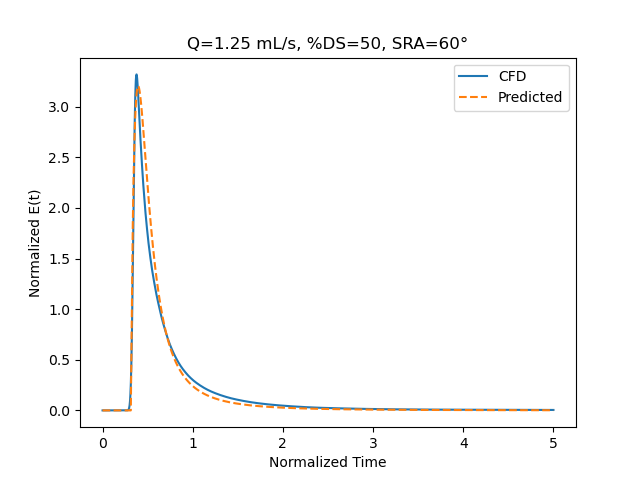 Q=1.25 mL/s, %DS=50, SRA=60°
CFD
Predicted
Normalized E(t)
3.0
2.5
2.0
1.5
1.0
0.5
0.0
0 1 2 3 4 5
Normalized Time